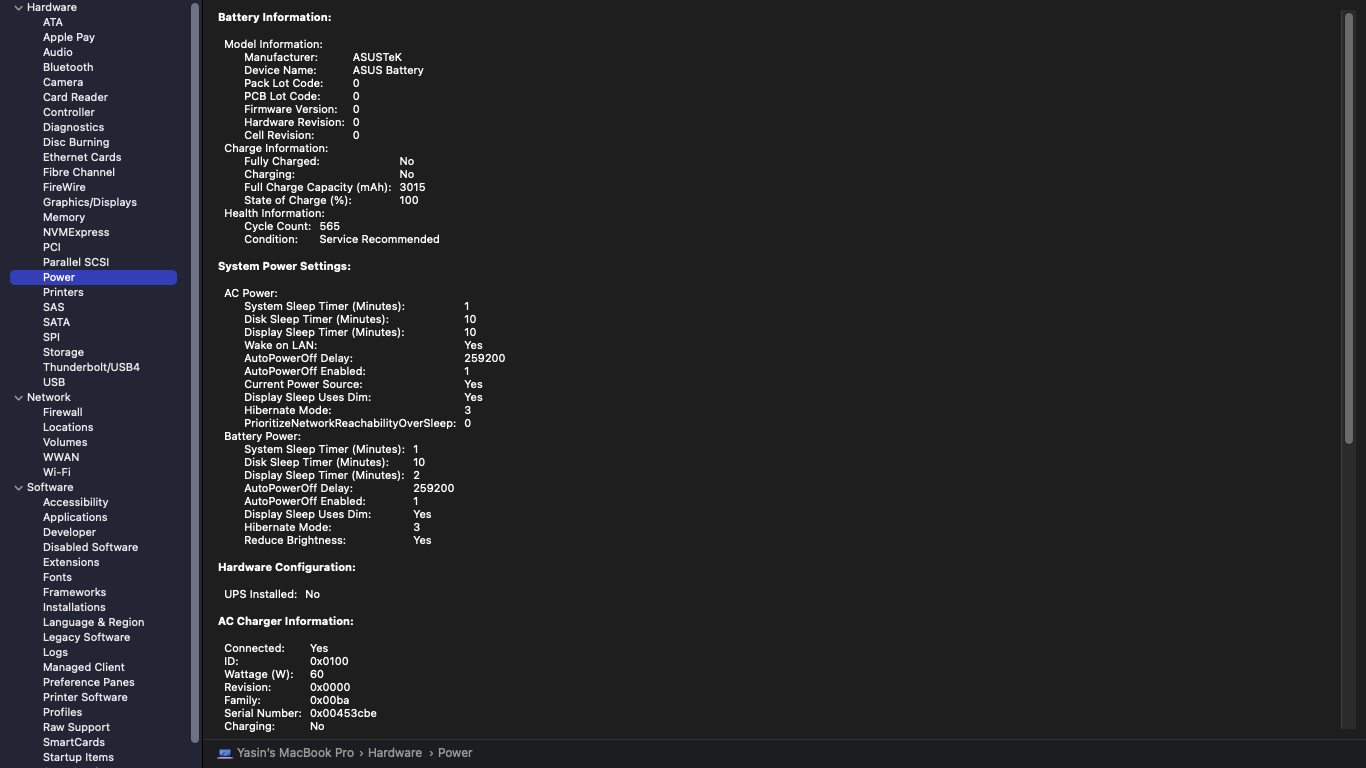 Hardware
ATA
Apple Pay
Audio
Bluetooth
Camera
Card Reader
Controller
Diagnostics
Disc Burning
Ethernet Cards
Fibre Channel
FireWire
Graphics/Displays
Memory
NVMExpress
PCI
Parallel SCSI
Power
Printers
SAS
SATA
SPI
Storage
Thunderbolt/USB4
USB
Network
Firewall
Locations
Volumes
WWAN
Wi-Fi
Software
Accessibility
Applications
Developer
Disabled Software
Extensions
Fonts
Frameworks
Installations
Language & Region
Legacy Software
Logs
Managed Client
Preference Panes
Printer Software
Profiles
Raw Support
SmartCards
Startup Items
Battery Information:
Model Information:
Manufacturer: ASUSTeK
Device Name: ASUS Battery
Pack Lot Code: 0
PCB Lot Code: 0
Firmware Version: 0
Hardware Revision: 0
Cell Revision: 0
Charge Information:
Fully Charged: No
Charging: No
Full Charge Capacity (mAh): 3015
State of Charge (%): 100
Health Information:
Cycle Count: 565
Condition: Service Recommended
System Power Settings:
AC Power:
System Sleep Timer (Minutes): 1
Disk Sleep Timer (Minutes): 10
Display Sleep Timer (Minutes): 10
Wake on LAN: Yes
AutoPowerOff Delay: 259200
AutoPowerOff Enabled: 1
Current Power Source: Yes
Display Sleep Uses Dim: Yes
Hibernate Mode: 3
PrioritizeNetworkReachabilityOverSleep: 0
Battery Power:
System Sleep Timer (Minutes): 1
Disk Sleep Timer (Minutes): 10
Display Sleep Timer (Minutes): 2
AutoPowerOff Delay: 259200
AutoPowerOff Enabled: 1
Display Sleep Uses Dim: Yes
Hibernate Mode: 3
Reduce Brightness: Yes
Hardware Configuration:
UPS Installed: No
AC Charger Information:
Connected: Yes
ID: 0x0100
Wattage (W): 60
Revision: 0x0000
Family: 0x00ba
Serial Number: 0x00453cbe
Charging: No
Yasin's MacBook Pro › Hardware › Power